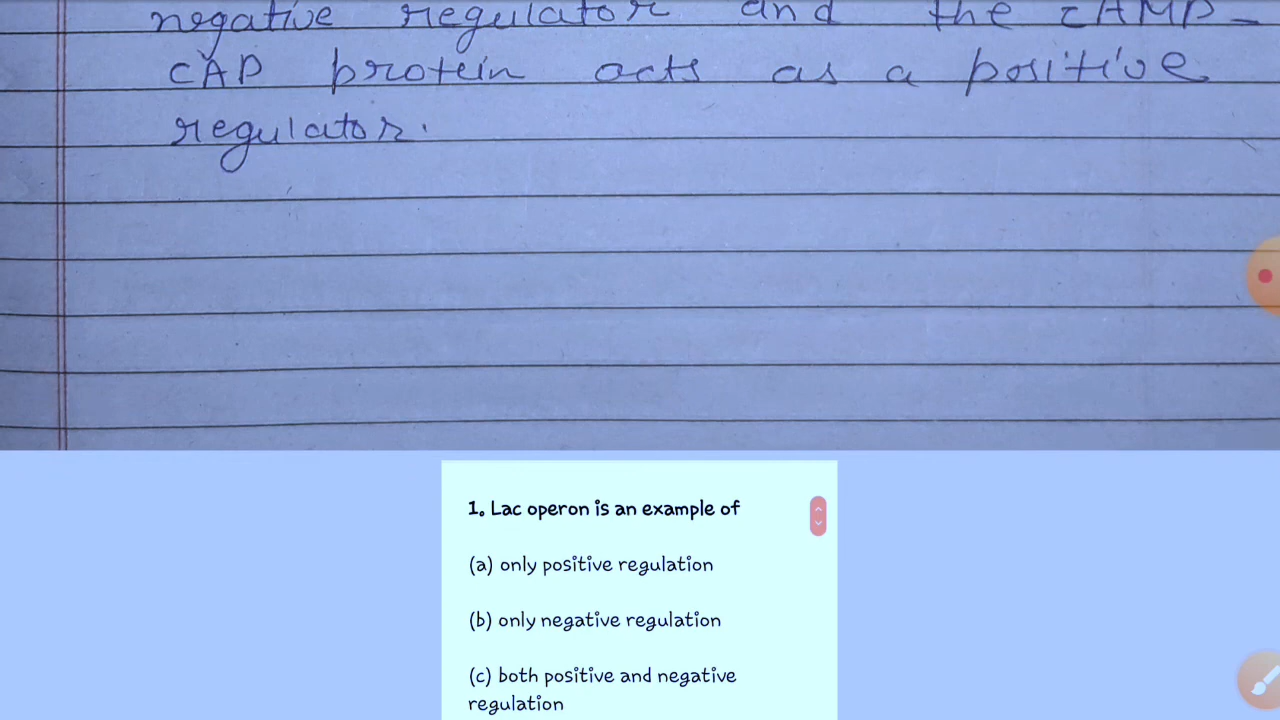 negative regulator and the cAMP-
CAP protein acts as a positive
regulator.
1. Lac operon is an example of
(a) only positive regulation
(b) only negative regulation
(c) both positive and negative
regulation